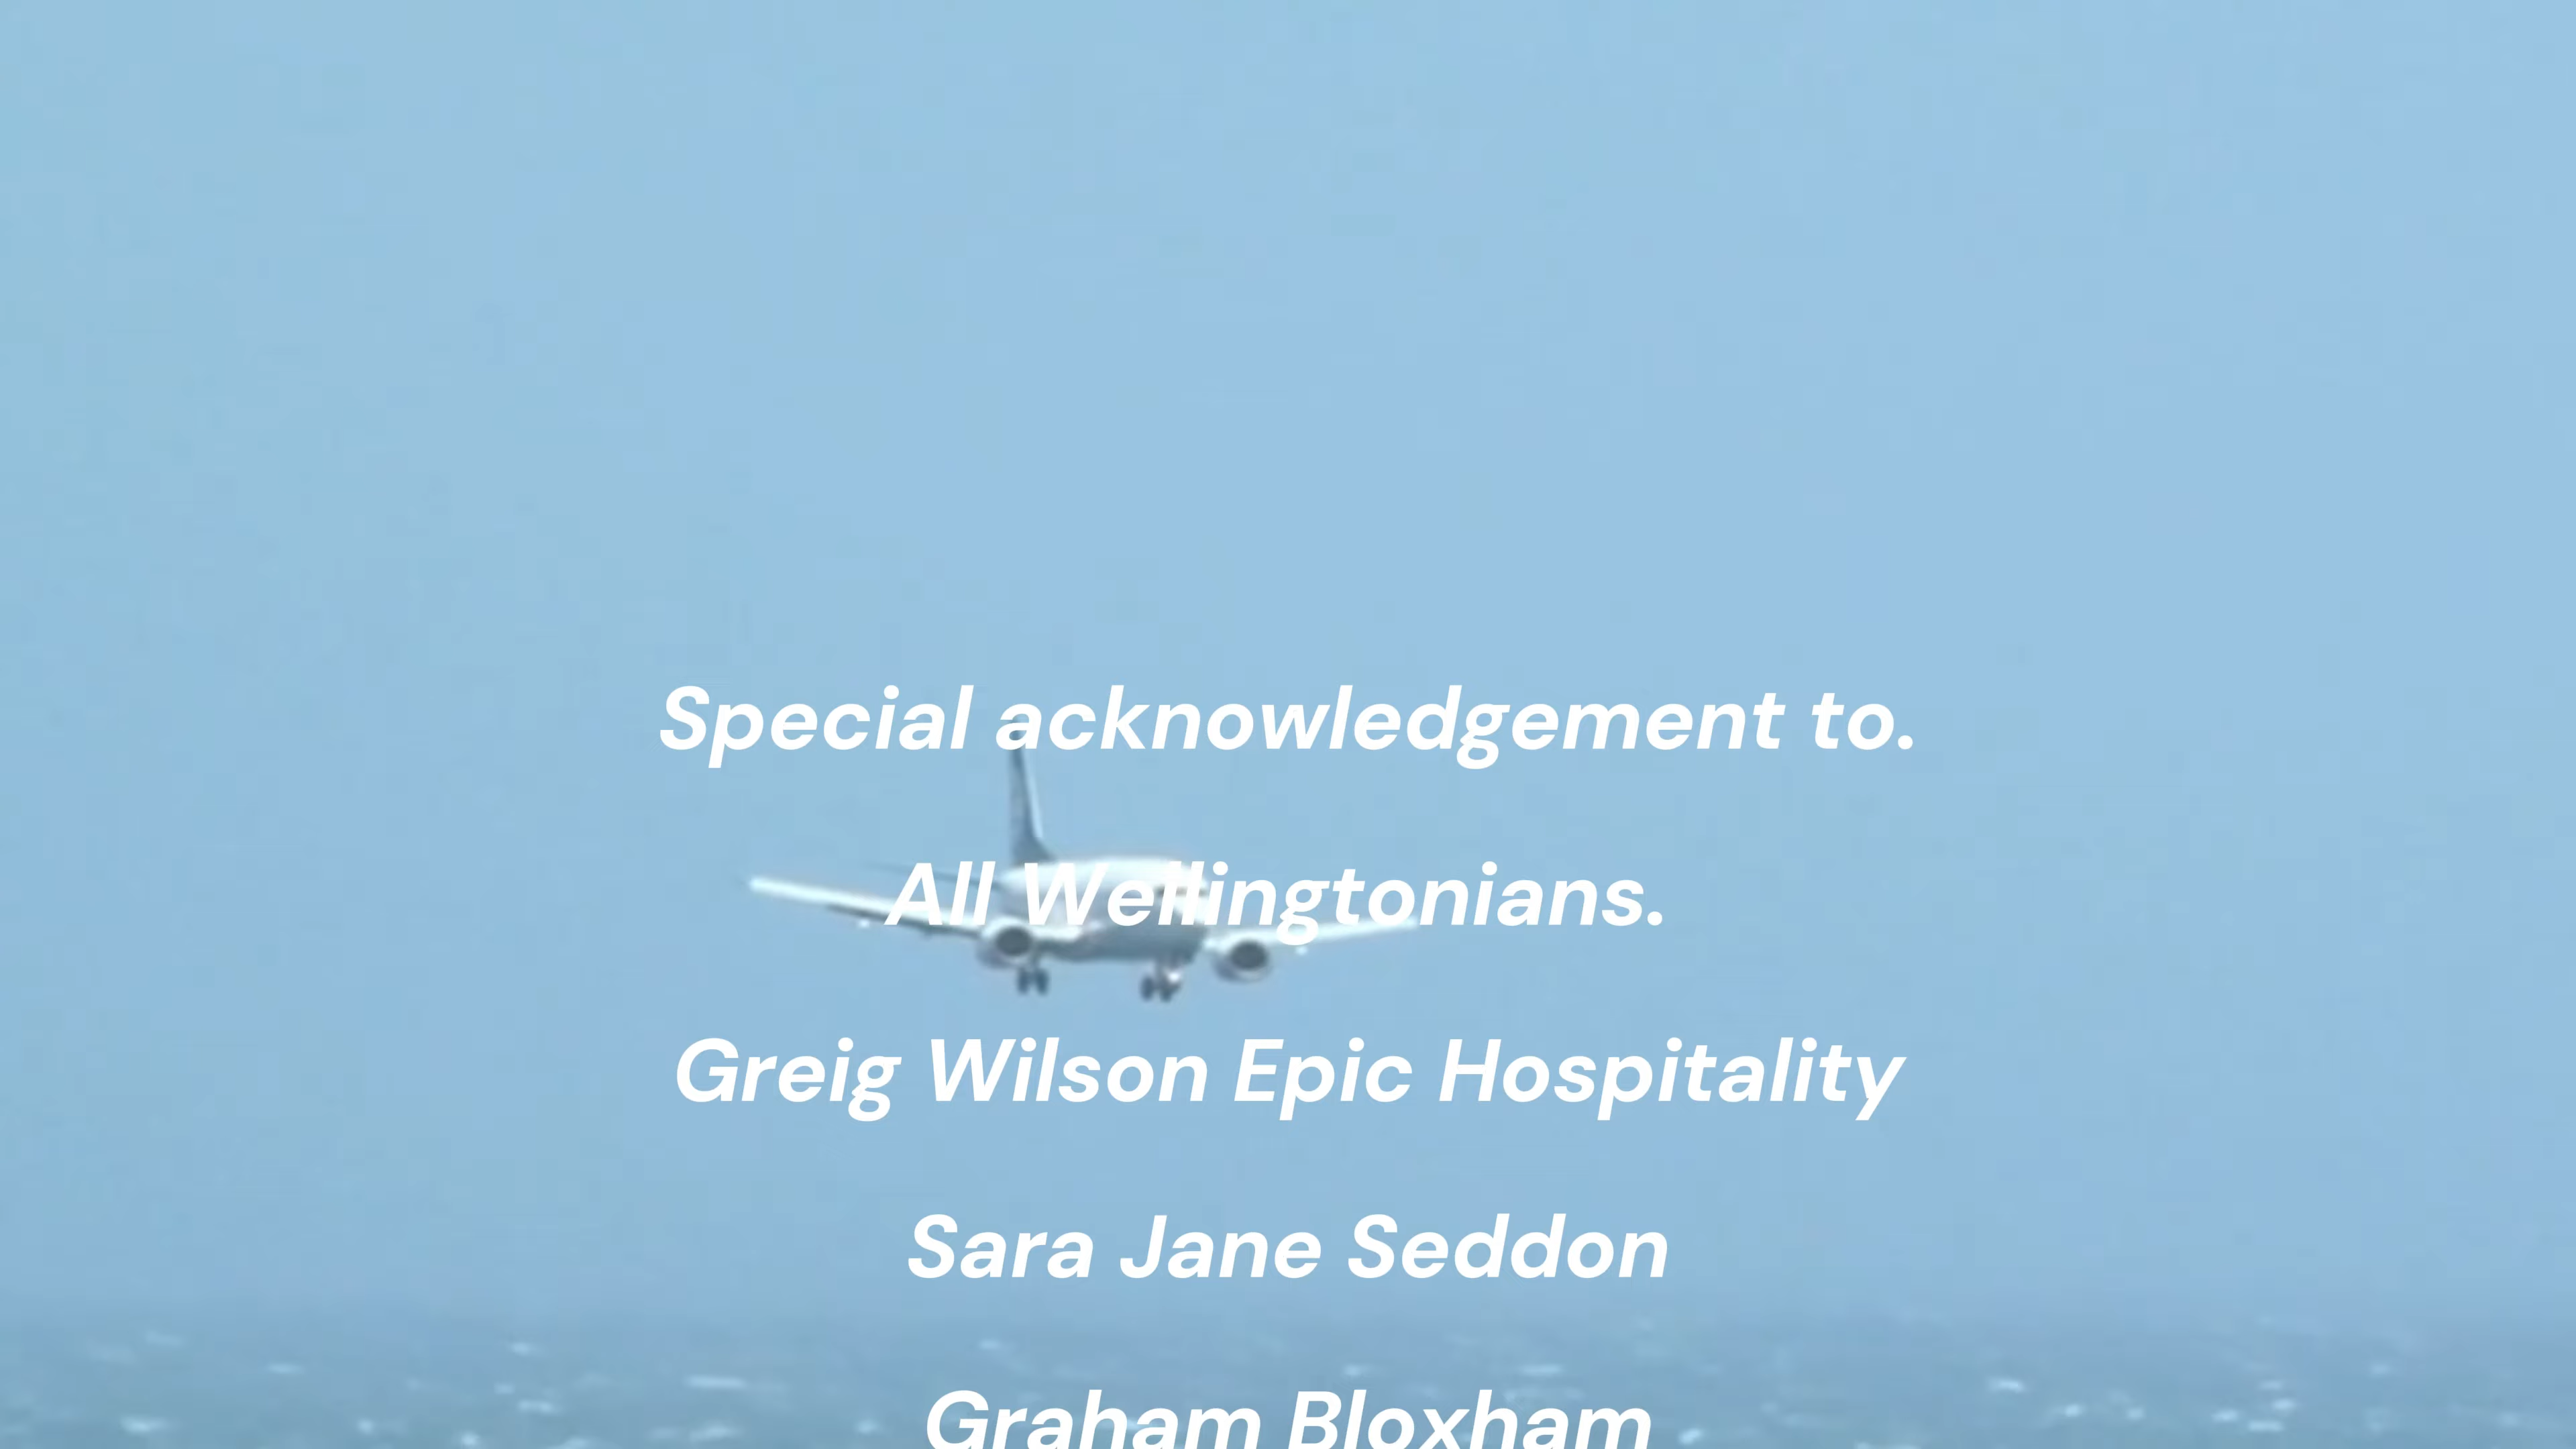 Special acknowledgement to.
All Wellingtonians.
Greig Wilson Epic Hospitality
Sara Jane Seddon
Graham Bloxham